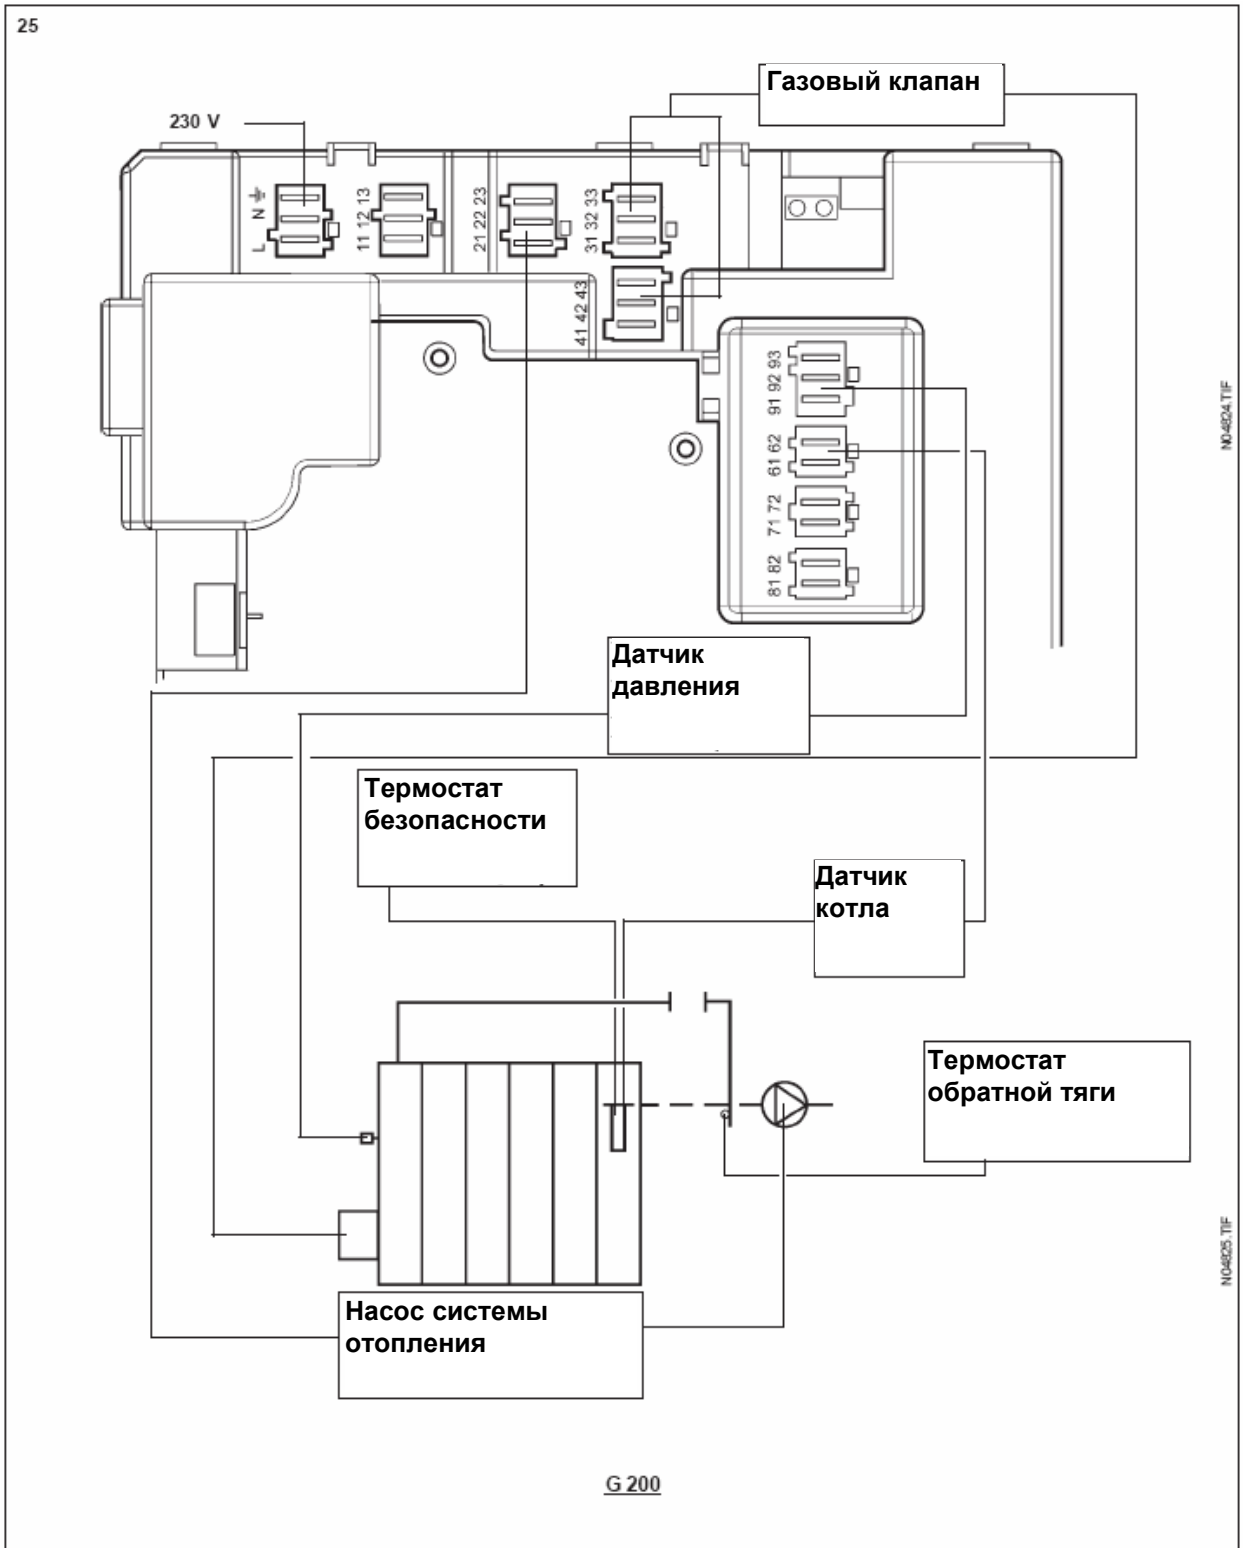 25
Газовый клапан
230 V
L N
11 12 13
21 22 23
31 32 33
41 42 43
91 92 93
61 62
71 72
81 82
N04824.TIF
Датчик
давления
Термостат
безопасности
Датчик
котла
Термостат
обратной тяги
N04825.TIF
Насос системы
отопления
G 200